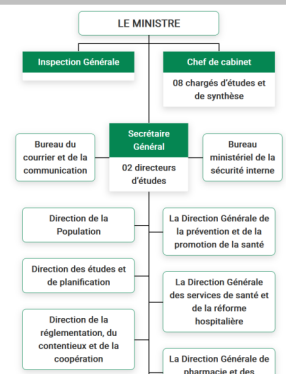 LE MINISTRE
Inspection Générale
Chef de cabinet
08 chargés d'études et
de synthèse
Secrétaire
Général
02 directeurs
d'études
Bureau du
courrier et de la
communication
Bureau
ministériel de la
sécurité interne
Direction de la
Population
La Direction Générale de
la prévention et de la
promotion de la santé
Direction des études et
de planification
La Direction Générale
des services de santé et
de la réforme
hospitalière
Direction de la
réglementation, du
contentieux et de la
coopération
La Direction Générale de
pharmacie et des